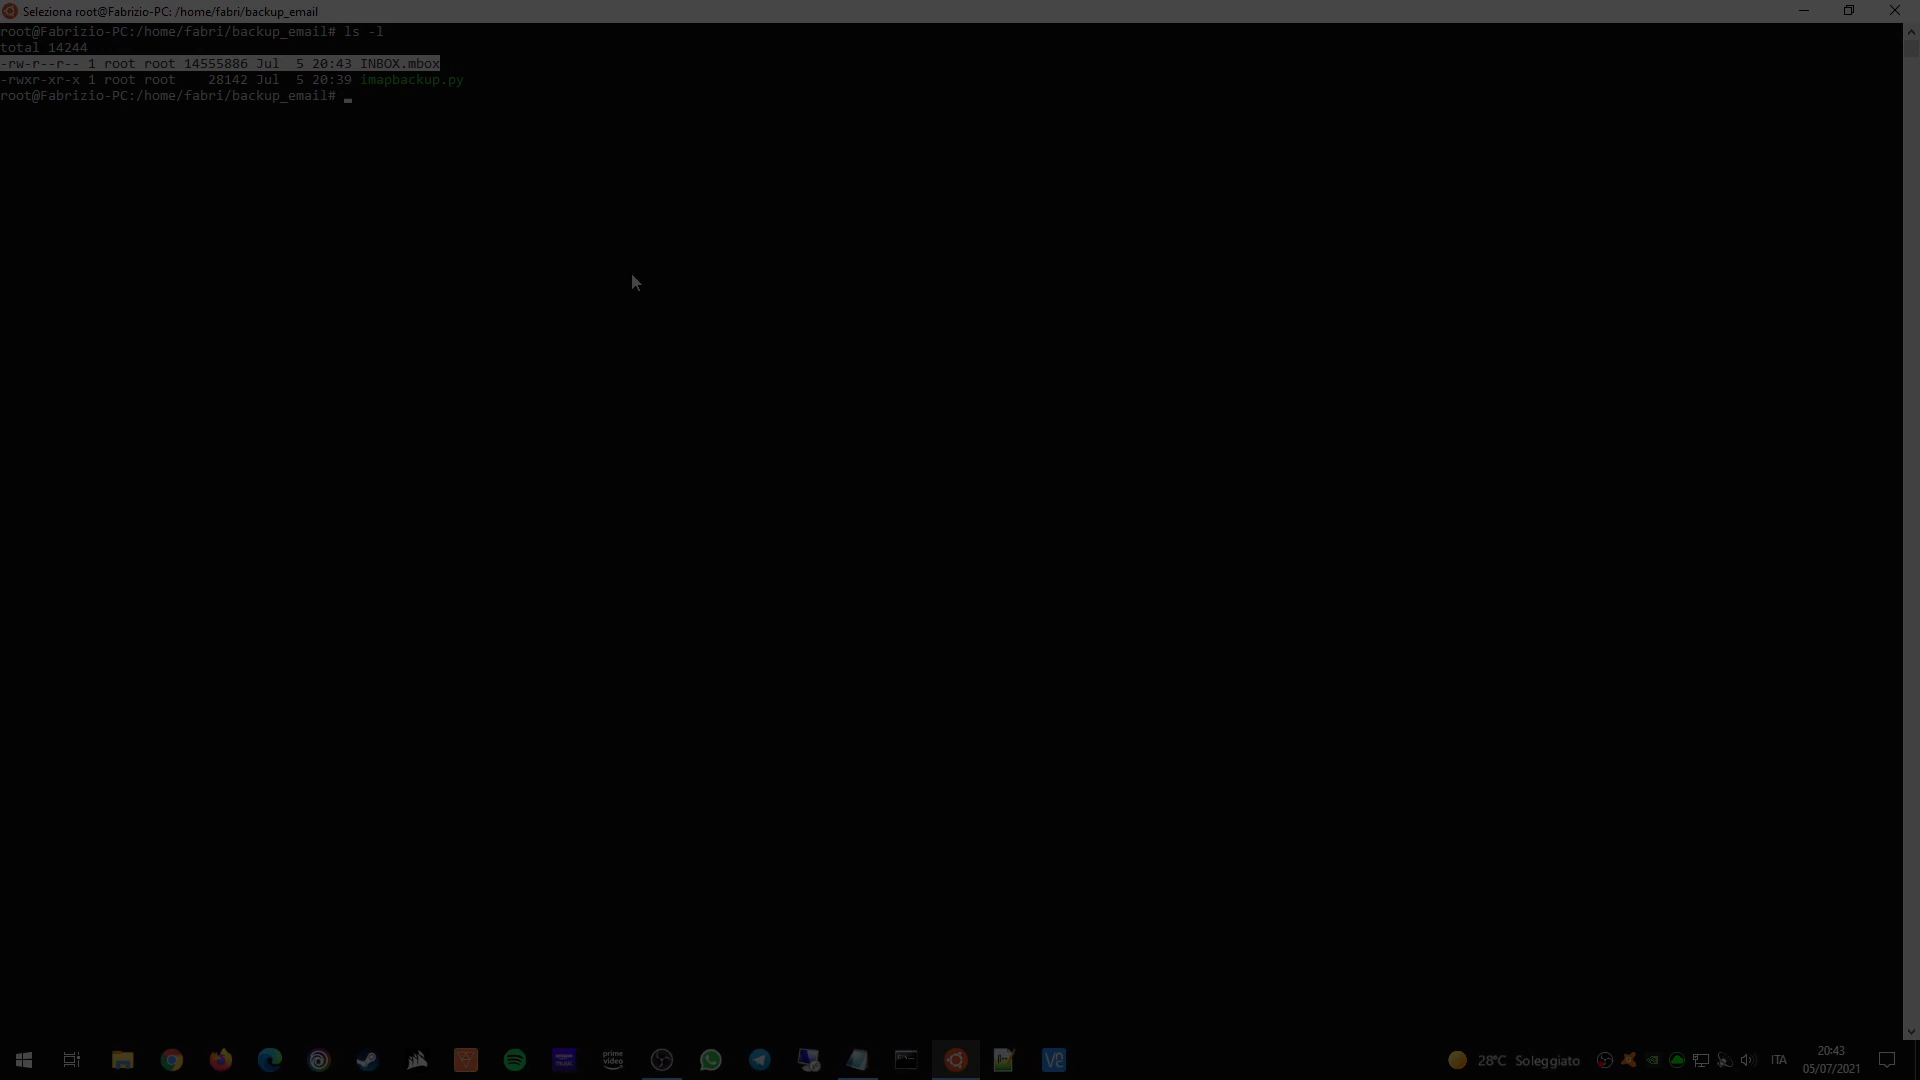 Seleziona root@Fabrizio-PC: /home/fabri/backup_email
root@Fabrizio-PC:/home/fabri/backup_email# ls -l
total 14244
-rw-r--r-- 1 root root 14555886 Jul  5 20:43 INBOX.mbox
-rwxr-xr-x 1 root root    28142 Jul  5 20:39 imapbackup.py
root@Fabrizio-PC:/home/fabri/backup_email#
prime video
28°C Soleggiato
ITA
20:43
05/07/2021